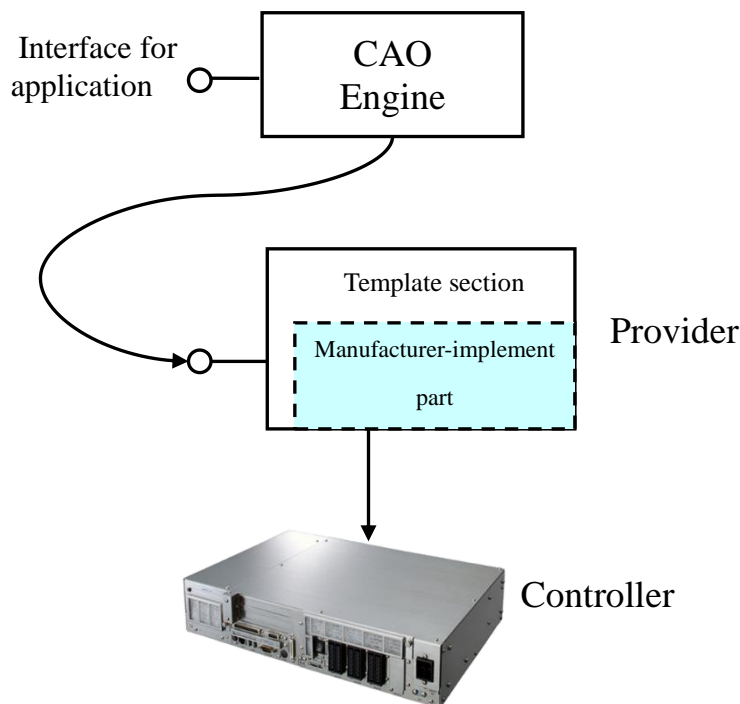 Interface for
application
CAO
Engine
Template section
Manufacturer-implement
part
Provider
Controller